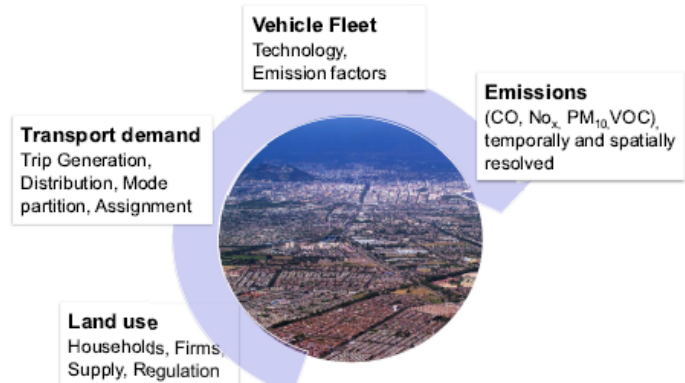 Vehicle Fleet
Technology,
Emission factors
Emissions
(CO, Noₓ, PM₁₀,VOC),
temporally and spatially
resolved
Transport demand
Trip Generation,
Distribution, Mode
partition, Assignment
Land use
Households, Firms,
Supply, Regulation